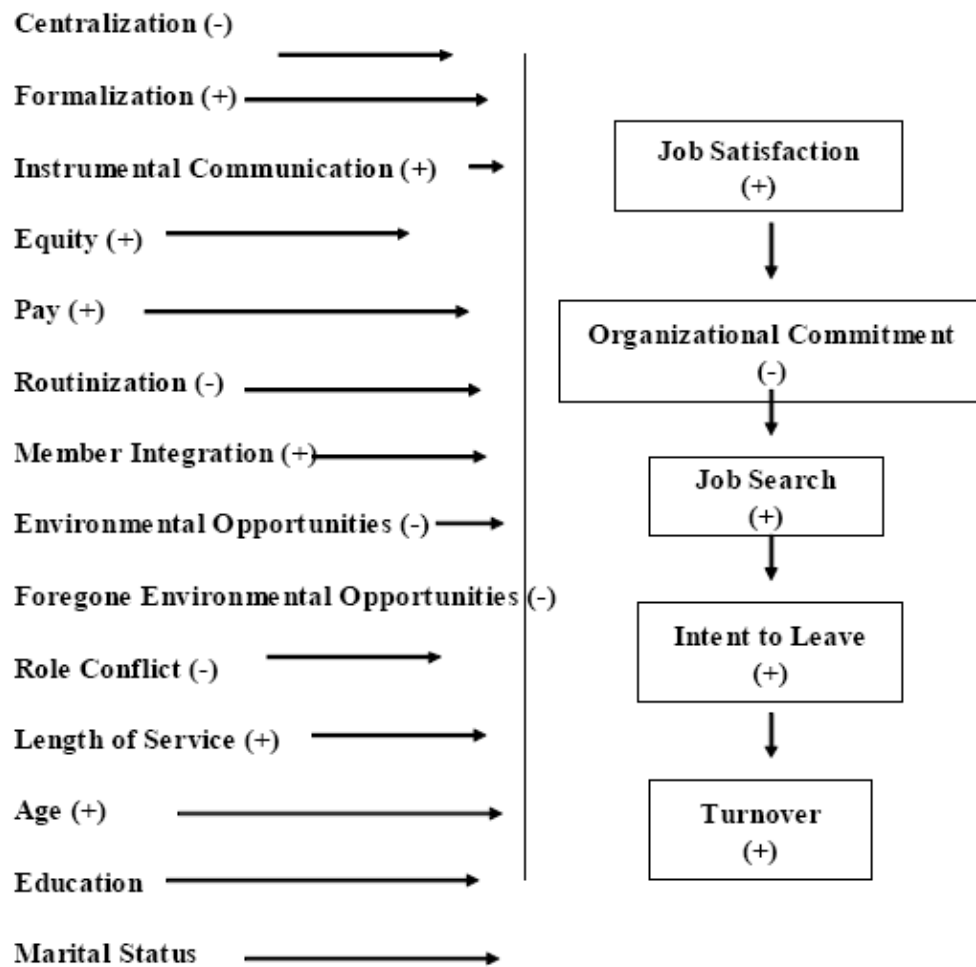 Centralization (-)
Formalization (+)
Instrumental Communication (+)
Equity (+)
Pay (+)
Routinization (-)
Member Integration (+)
Environmental Opportunities (-)
Foregone Environmental Opportunities (-)
Role Conflict (-)
Length of Service (+)
Age (+)
Education
Marital Status
Job Satisfaction
(+)
Organizational Commitment
(-)
Job Search
(+)
Intent to Leave
(+)
Turnover
(+)